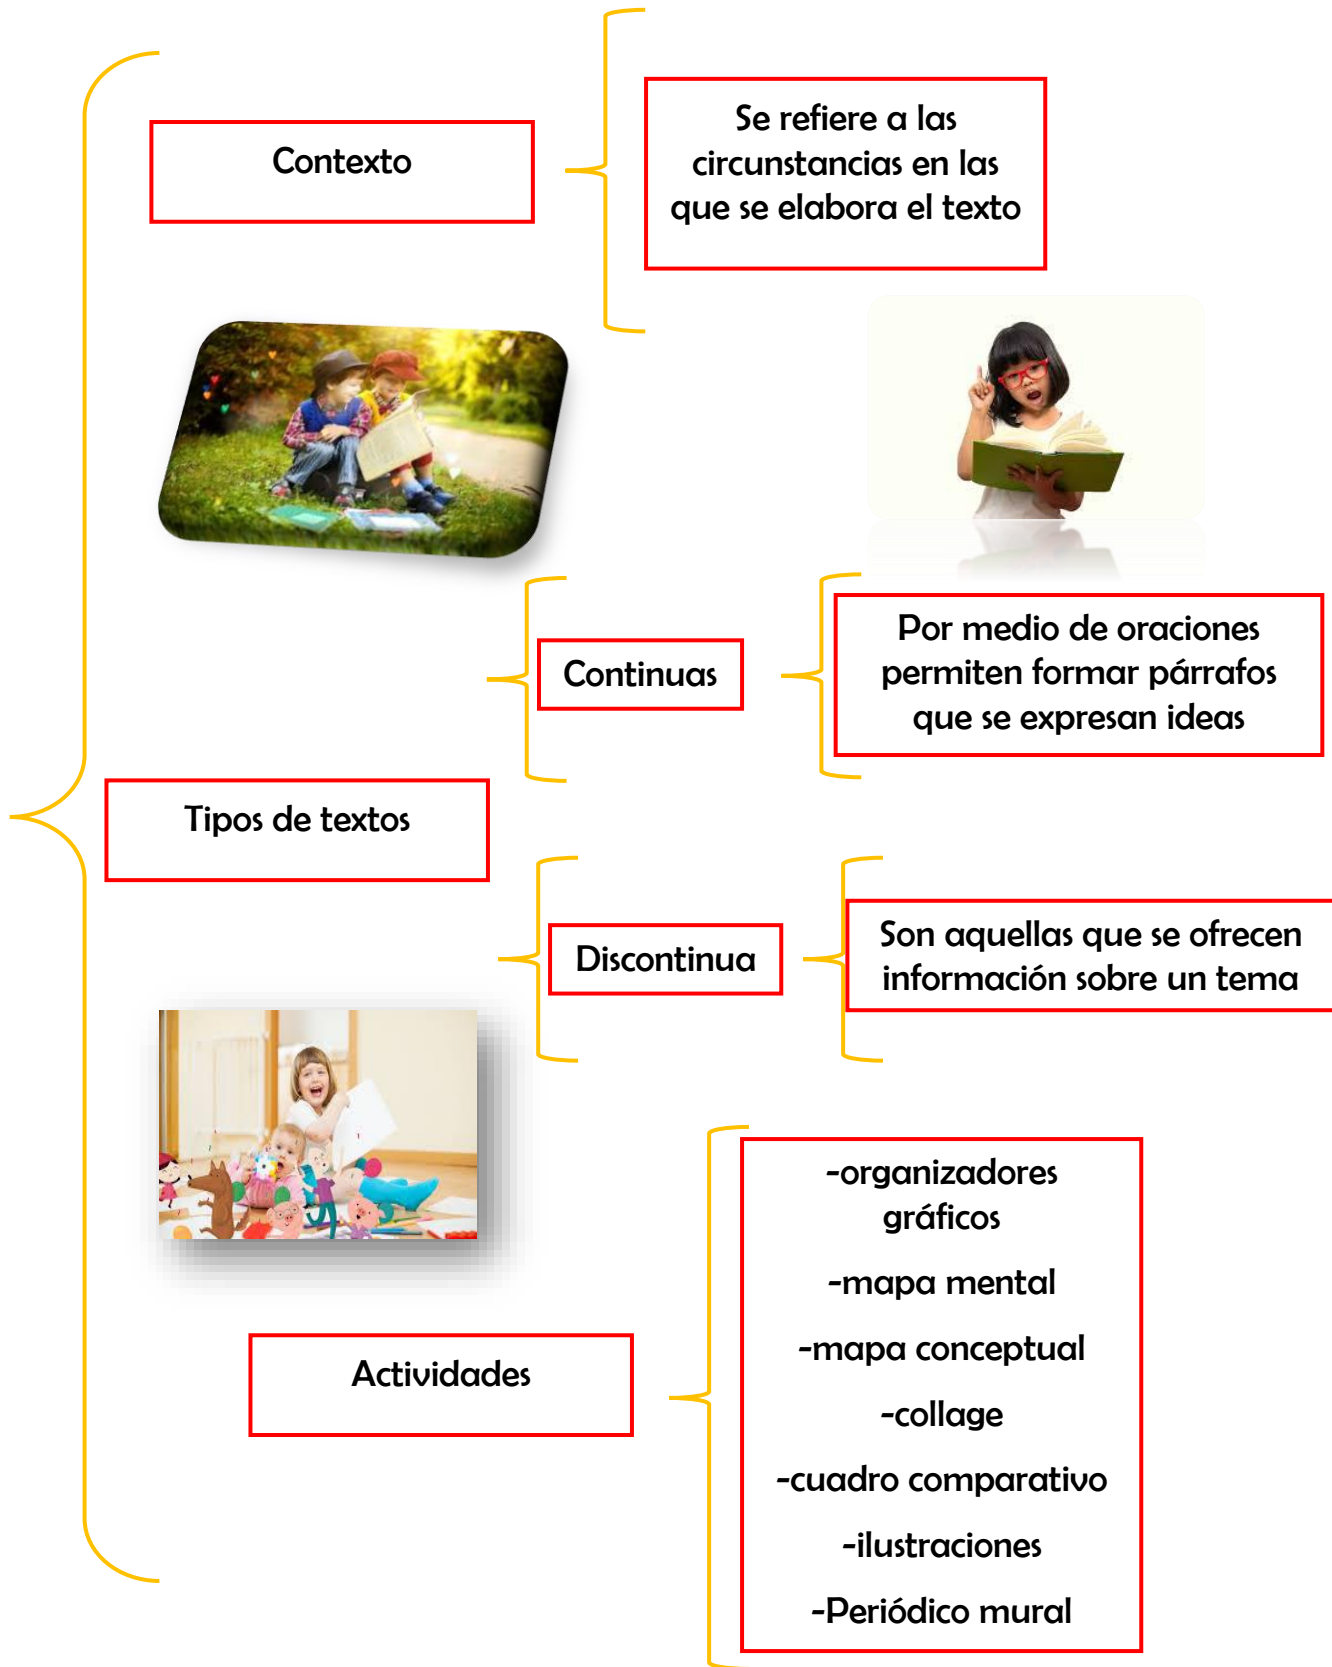 Contexto
Se refiere a las
circunstancias en las
que se elabora el texto
Continuas
Por medio de oraciones
permiten formar párrafos
que se expresan ideas
Tipos de textos
Discontinua
Son aquellas que se ofrecen
información sobre un tema
Actividades
-organizadores
gráficos
-mapa mental
-mapa conceptual
-collage
-cuadro comparativo
-ilustraciones
-Periódico mural